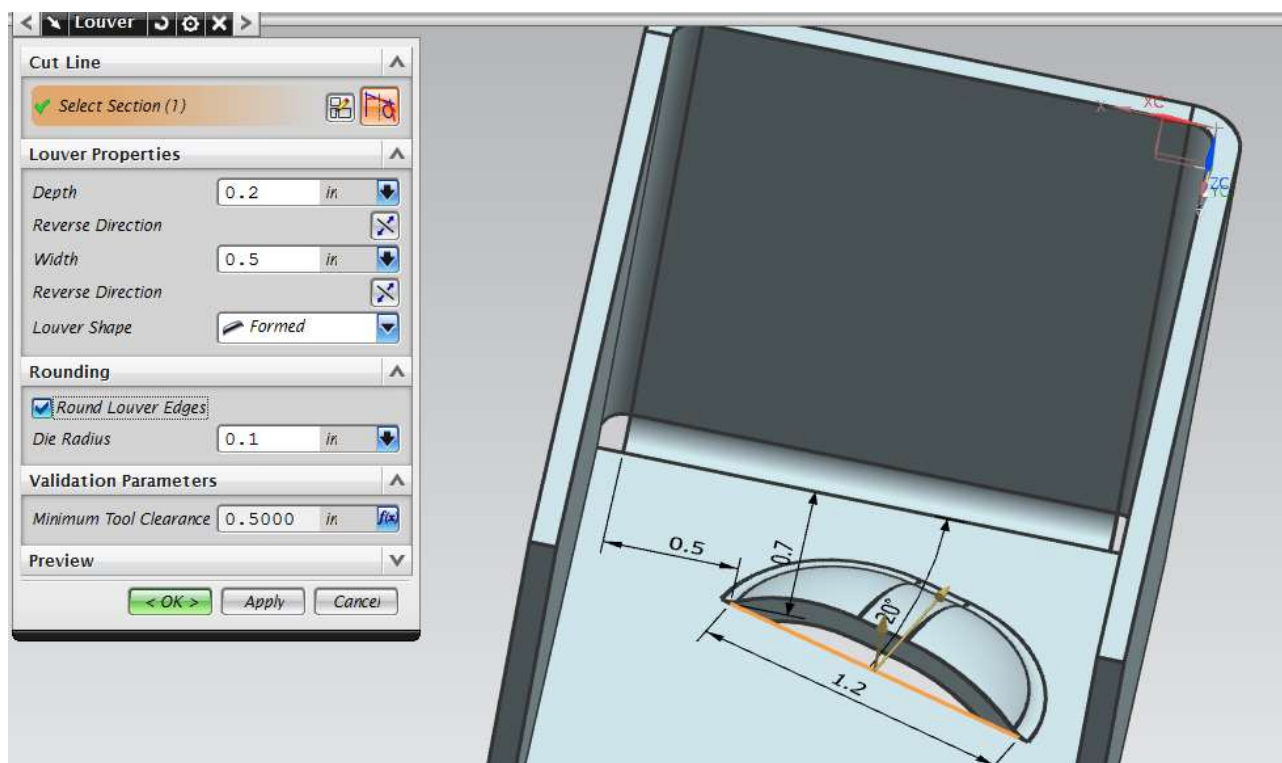 Louver
Cut Line
Select Section (1)
Louver Properties
Depth 0.2 in
Reverse Direction
Width 0.5 in
Reverse Direction
Louver Shape Formed
Rounding
Round Louver Edges
Die Radius 0.1 in
Validation Parameters
Minimum Tool Clearance 0.5000 in f(x)
Preview
< OK > Apply Cancel
X XC
ZC
YC
0.5
0.7
20°
1.2